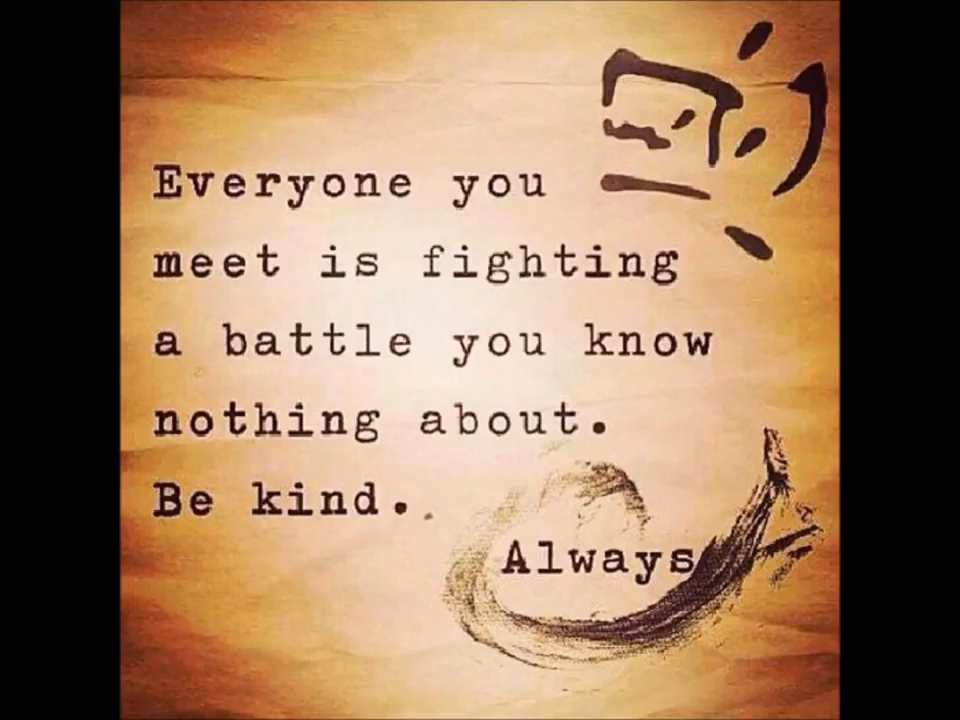 Everyone you
meet is fighting
a battle you know
nothing about.
Be kind.
Always